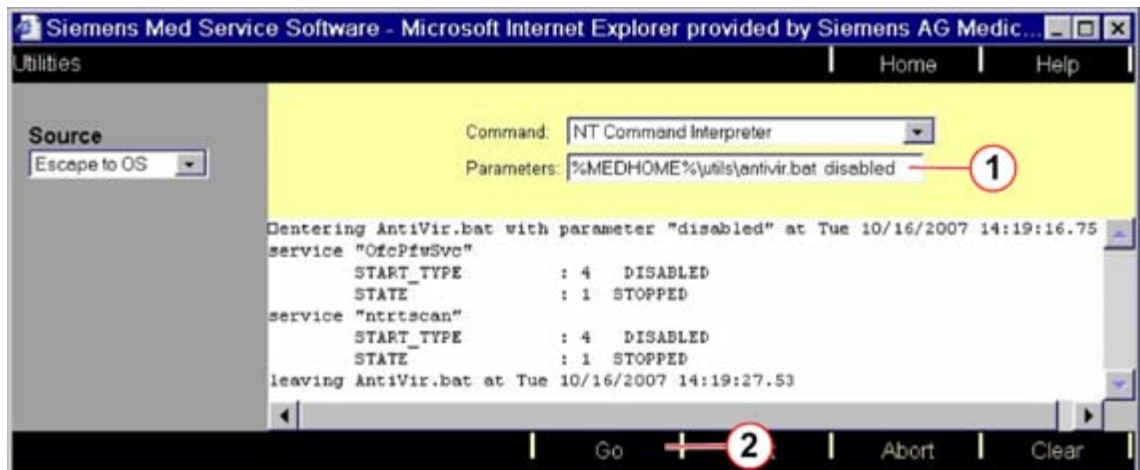 Siemens Med Service Software - Microsoft Internet Explorer provided by Siemens AG Medic...
Utilities
Home
Help
Source
Escape to OS
Command: NT Command Interpreter
Parameters: %MEDHOME%\utils\antivir.bat disabled
1
Dentering AntiVir.bat with parameter "disabled" at Tue 10/16/2007 14:19:16.75
service "OfcPfwSvc"
START_TYPE : 4 DISABLED
STATE : 1 STOPPED
service "ntrtscan"
START_TYPE : 4 DISABLED
STATE : 1 STOPPED
leaving AntiVir.bat at Tue 10/16/2007 14:19:27.53
Go
2
Abort
Clear